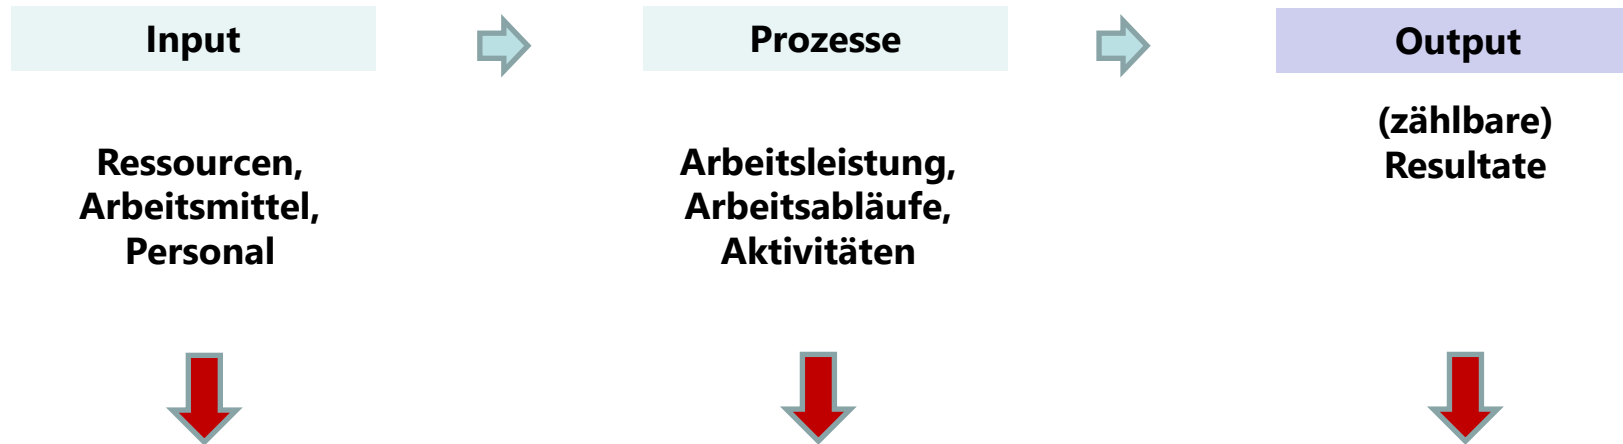 Input
Prozesse
Output
Ressourcen,
Arbeitsmittel,
Personal
Arbeitsleistung,
Arbeitsabläufe,
Aktivitäten
(zählbare)
Resultate